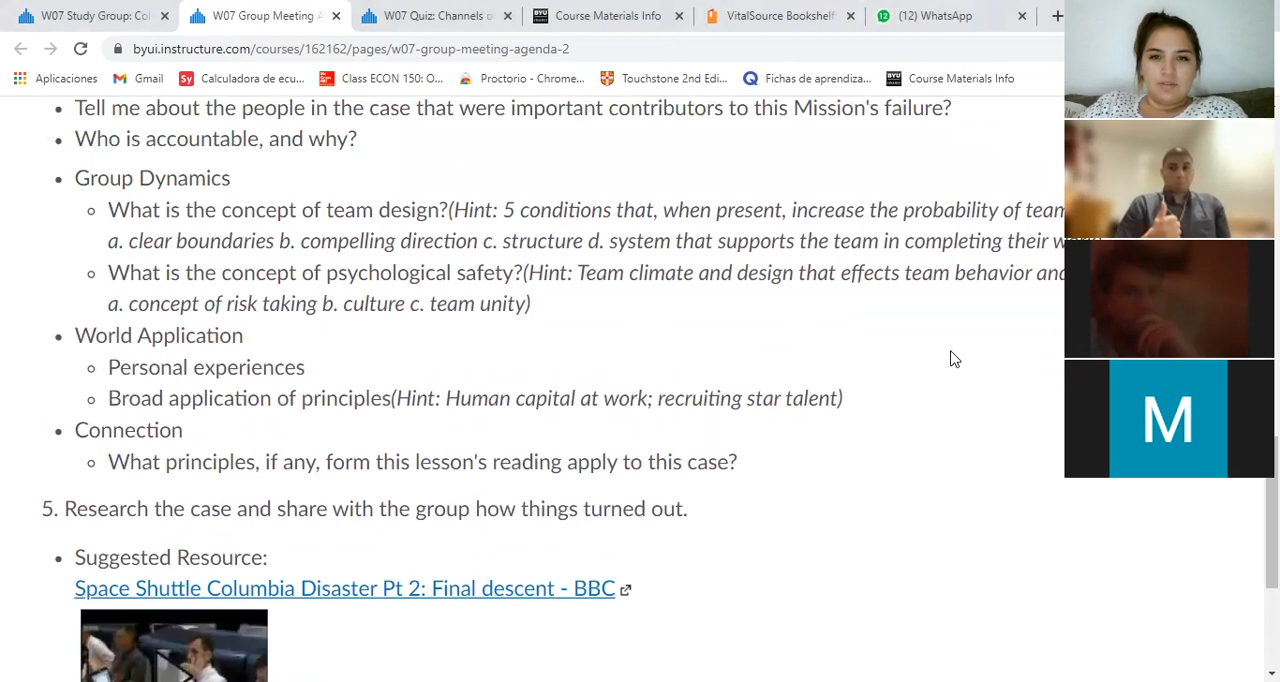 W07 Study Group: Co
W07 Group Meeting A
W07 Quiz: Channels o
Course Materials Info
VitalSource Bookshelf:
12
(12) WhatsApp
byui.instructure.com/courses/162162/pages/w07-group-meeting-agenda-2
Aplicaciones
Gmail
Sy
Calculadora de ecu...
Class ECON 150: O...
Proctorio - Chrome...
Touchstone 2nd Edi...
Fichas de aprendiza...
Course Materials Info
• Tell me about the people in the case that were important contributors to this Mission's failure?
• Who is accountable, and why?
• Group Dynamics
What is the concept of team design?(Hint: 5 conditions that, when present, increase the probability of team
a. clear boundaries b. compelling direction c. structure d. system that supports the team in completing their
What is the concept of psychological safety?(Hint: Team climate and design that effects team behavior and
a. concept of risk taking b. culture c. team unity)
• World Application
Personal experiences
Broad application of principles(Hint: Human capital at work; recruiting star talent)
• Connection
What principles, if any, form this lesson's reading apply to this case?
5. Research the case and share with the group how things turned out.
• Suggested Resource:
Space Shuttle Columbia Disaster Pt 2: Final descent - BBC
M